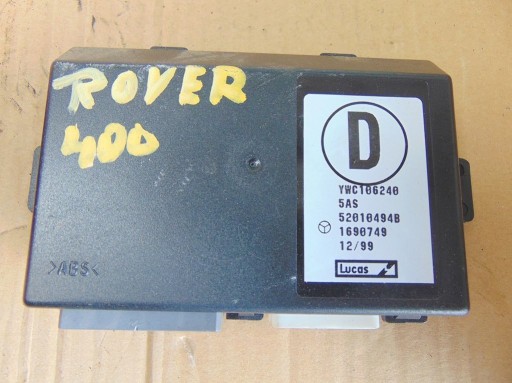 ROVER
400
>ABS<
D
YWC106240
5AS
52010494B
1690749
12/99
Lucas